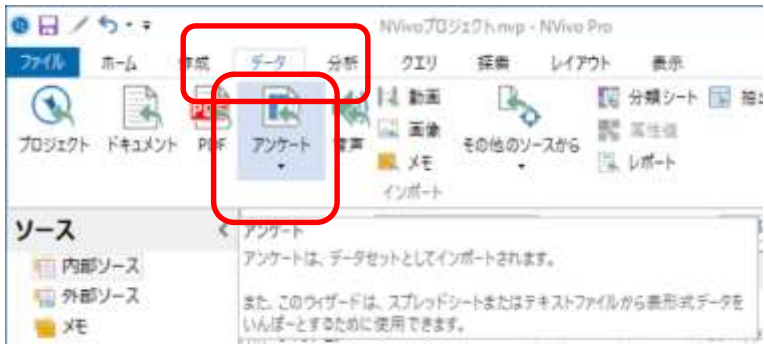 NVivoプロジェクト.nvp - NVivo Pro
ファイル ホーム 作成 データ 分析 クエリ 探索 レイアウト 表示
プロジェクト ドキュメント PDF アンケート 音声 動画 画像 メモ その他のソースから 分類シート 属性値 レポート
インポート
ソース
アンケート
内部ソース
アンケートは、データセットとしてインポートされます。
外部ソース
また、このウィザードは、スプレッドシートまたはテキストファイルから表形式データを
メモ
いんぽーとするために使用できます。